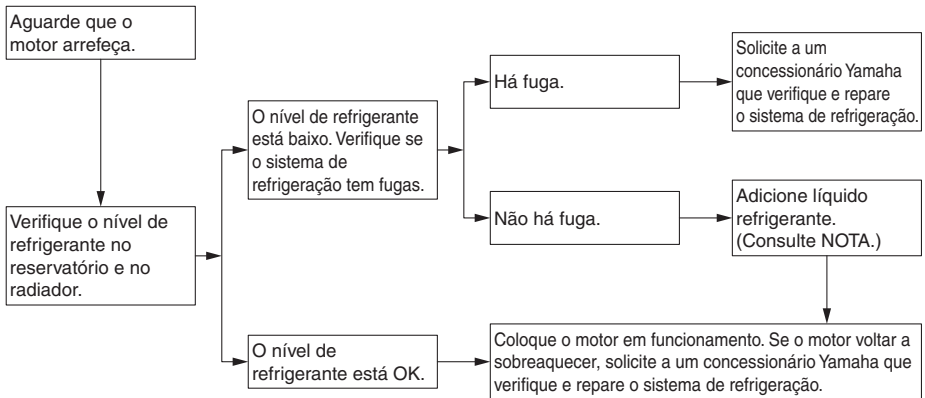 Aguarde que o
motor arrefeça.
Verifique o nível de
refrigerante no
reservatório e no
radiador.
O nível de refrigerante
está baixo. Verifique se
o sistema de
refrigeração tem fugas.
O nível de
refrigerante está OK.
Há fuga.
Não há fuga.
Solicite a um
concessionário Yamaha
que verifique e repare
o sistema de refrigeração.
Adicione líquido
refrigerante.
(Consulte NOTA.)
Coloque o motor em funcionamento. Se o motor voltar a
sobreaquecer, solicite a um concessionário Yamaha que
verifique e repare o sistema de refrigeração.